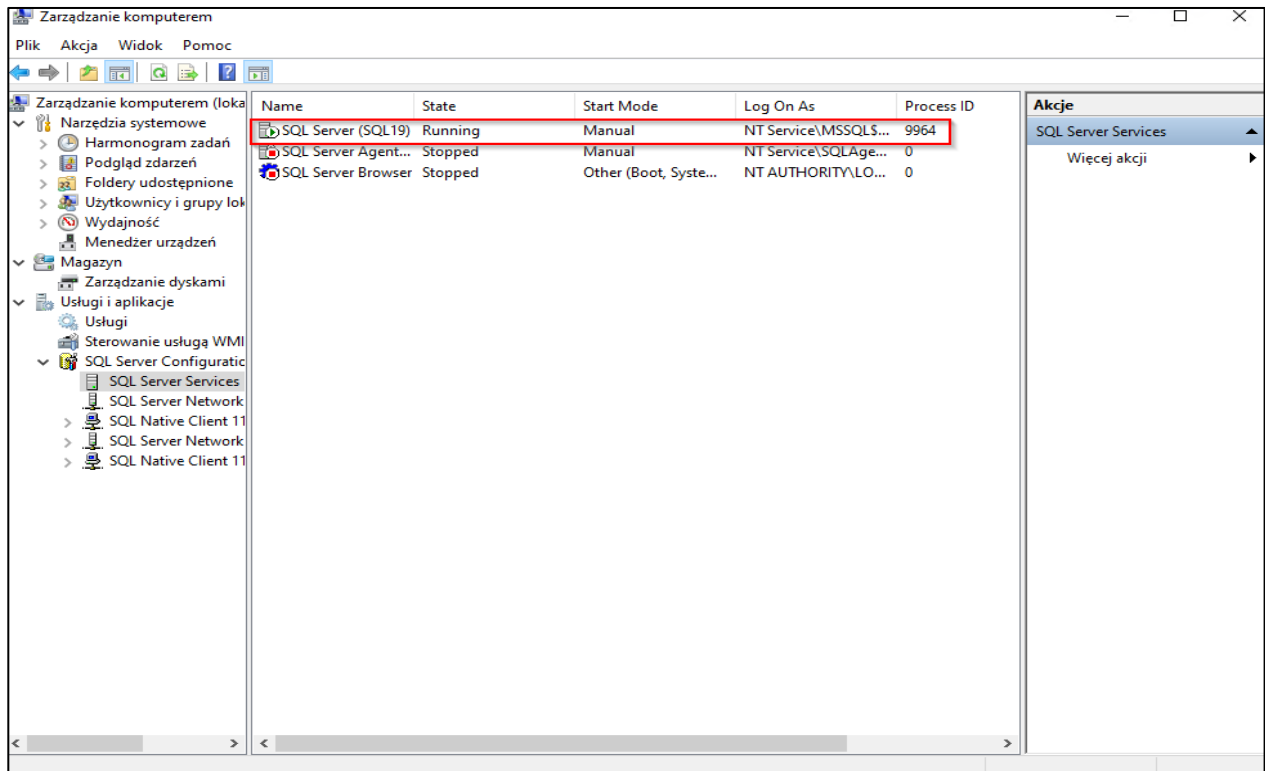 Zarządzanie komputerem
Plik Akcja Widok Pomoc
Zarządzanie komputerem (loka
Narzędzia systemowe
Harmonogram zadań
Podgląd zdarzeń
Foldery udostępnione
Użytkownicy i grupy lok
Wydajność
Menedżer urządzeń
Magazyn
Zarządzanie dyskami
Usługi i aplikacje
Usługi
Sterowanie usługą WMI
SQL Server Configuratic
SQL Server Services
SQL Server Network
SQL Native Client 11
SQL Server Network
SQL Native Client 11
Name State Start Mode Log On As Process ID
SQL Server (SQL19) Running Manual NT Service\MSSQL$... 9964
SQL Server Agent... Stopped Manual NT Service\SQLAge... 0
SQL Server Browser Stopped Other (Boot, Syste... NT AUTHORITY\LO... 0
Akcje
SQL Server Services
Więcej akcji